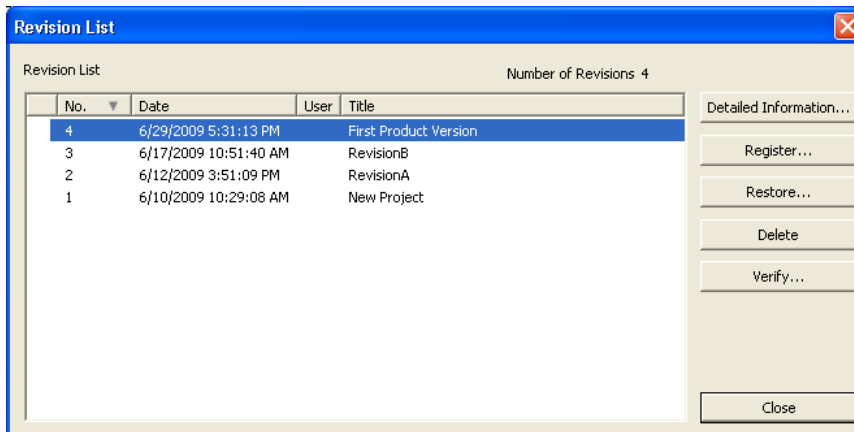 Revision List
Revision List
Number of Revisions 4
No. Date User Title
4 6/29/2009 5:31:13 PM First Product Version
3 6/17/2009 10:51:40 AM RevisionB
2 6/12/2009 3:51:09 PM RevisionA
1 6/10/2009 10:29:08 AM New Project
Detailed Information...
Register...
Restore...
Delete
Verify...
Close